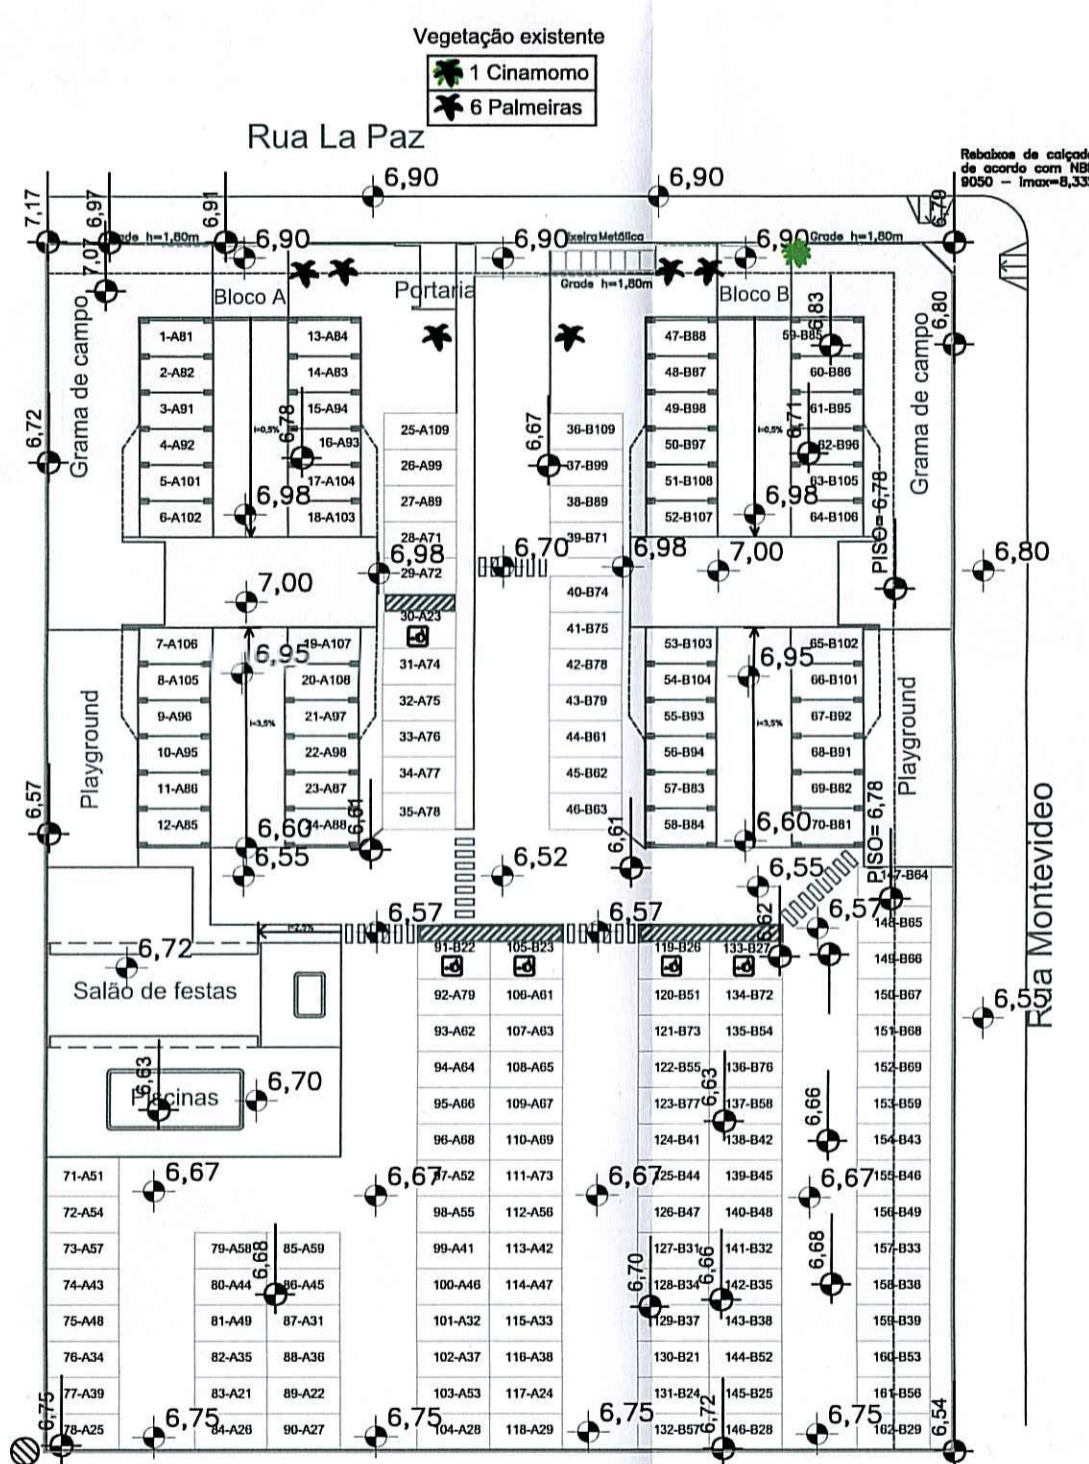 Vegetação existente
1 Cinamomo
6 Palmeiras
Rua La Paz
Rebaixos de calçada
de acordo com NB
9050 - imax=8,33
7,17
6,97
6,91
6,90
6,90
6,79
ade h=1,80m
6,90
6,90
ixeira Metálica
6,90
Grade h=1,80m
7,07
Bloco A
Portaria
Grade h=1,80m
Bloco B
6,83
6,80
Grama de campo
Grama de campo
1-A81
2-A82
3-A91
4-A92
5-A101
6-A102
13-A84
14-A83
15-A94
16-A93
17-A104
18-A103
i=0,5%
6,78
6,72
6,98
25-A109
26-A99
27-A89
28-A71
29-A72
30-A23
31-A74
32-A75
33-A76
34-A77
35-A78
6,67
36-B109
37-B99
38-B89
39-B71
40-B74
41-B75
42-B78
43-B79
44-B61
45-B62
46-B63
47-B88
48-B87
49-B98
50-B97
51-B108
52-B107
59-B85
60-B86
61-B95
62-B96
63-B105
64-B106
i=0,5%
6,71
6,98
PISO= 6,78
6,98
6,70
6,98
7,00
7,00
6,80
7-A106
8-A105
9-A96
10-A95
11-A86
12-A85
19-A107
20-A108
21-A97
22-A98
23-A87
24-A88
6,95
i=3,5%
6,60
6,55
6,61
Playground
6,57
53-B103
54-B104
55-B93
56-B94
57-B83
58-B84
65-B102
66-B101
67-B92
68-B91
69-B82
70-B81
6,95
i=3,5%
6,60
6,55
6,61
Playground
PISO= 6,78
Rua Montevideo
6,52
6,57
6,57
6,57
6,62
6,72
Salão de festas
i=2,5%
6,63
Piscinas
6,70
6,55
91-B22
92-A79
93-A62
94-A64
95-A66
96-A68
97-A52
98-A55
99-A41
100-A46
101-A32
102-A37
103-A53
104-A28
105-B23
106-A61
107-A63
108-A65
109-A67
110-A69
111-A73
112-A56
113-A42
114-A47
115-A33
116-A38
117-A24
118-A29
119-B26
120-B51
121-B73
122-B55
123-B77
124-B41
125-B44
126-B47
127-B31
128-B34
129-B37
130-B21
131-B24
132-B57
133-B27
134-B72
135-B54
136-B76
137-B58
138-B42
139-B45
140-B48
141-B32
142-B35
143-B38
144-B52
145-B25
146-B28
147-B64
148-B65
149-B66
150-B67
151-B68
152-B69
153-B59
154-B43
155-B46
156-B49
157-B33
158-B36
159-B39
160-B53
161-B56
162-B29
6,63
6,66
6,67
6,67
6,67
6,67
71-A51
72-A54
73-A57
74-A43
75-A48
76-A34
77-A39
78-A25
79-A58
80-A44
81-A49
82-A35
83-A21
84-A26
85-A59
86-A45
87-A31
88-A36
89-A22
90-A27
6,68
6,70
6,66
6,68
6,75
6,75
6,75
6,75
6,72
6,75
6,54